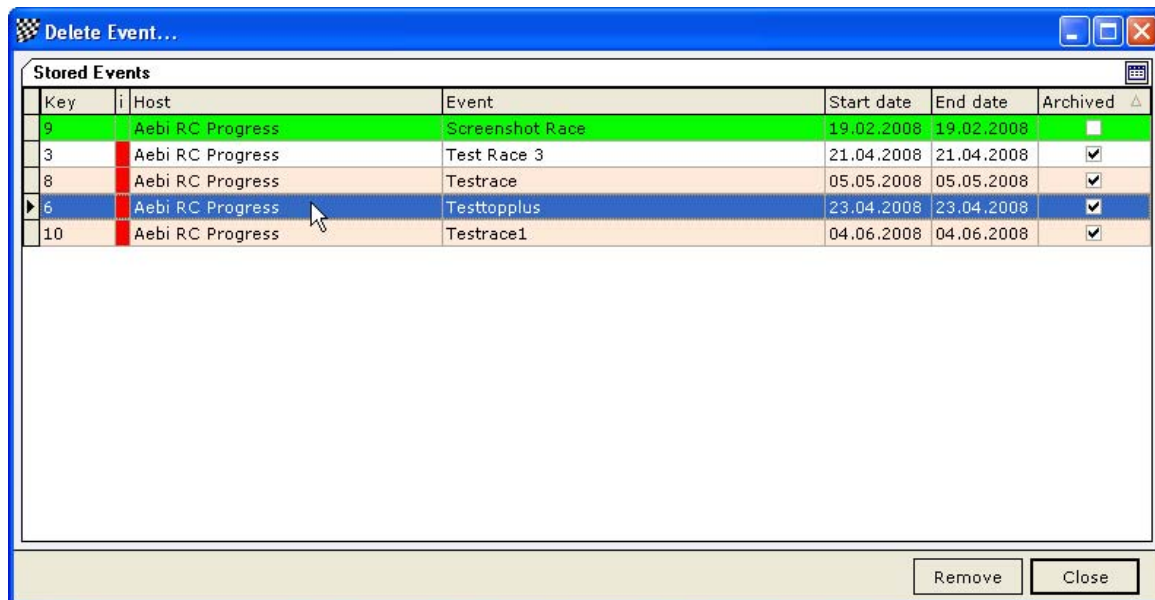 Delete Event...
Stored Events
Key i Host Event Start date End date Archived
9 Aebi RC Progress Screenshot Race 19.02.2008 19.02.2008
3 Aebi RC Progress Test Race 3 21.04.2008 21.04.2008
8 Aebi RC Progress Testrace 05.05.2008 05.05.2008
6 Aebi RC Progress Testtopplus 23.04.2008 23.04.2008
10 Aebi RC Progress Testrace1 04.06.2008 04.06.2008
Remove Close